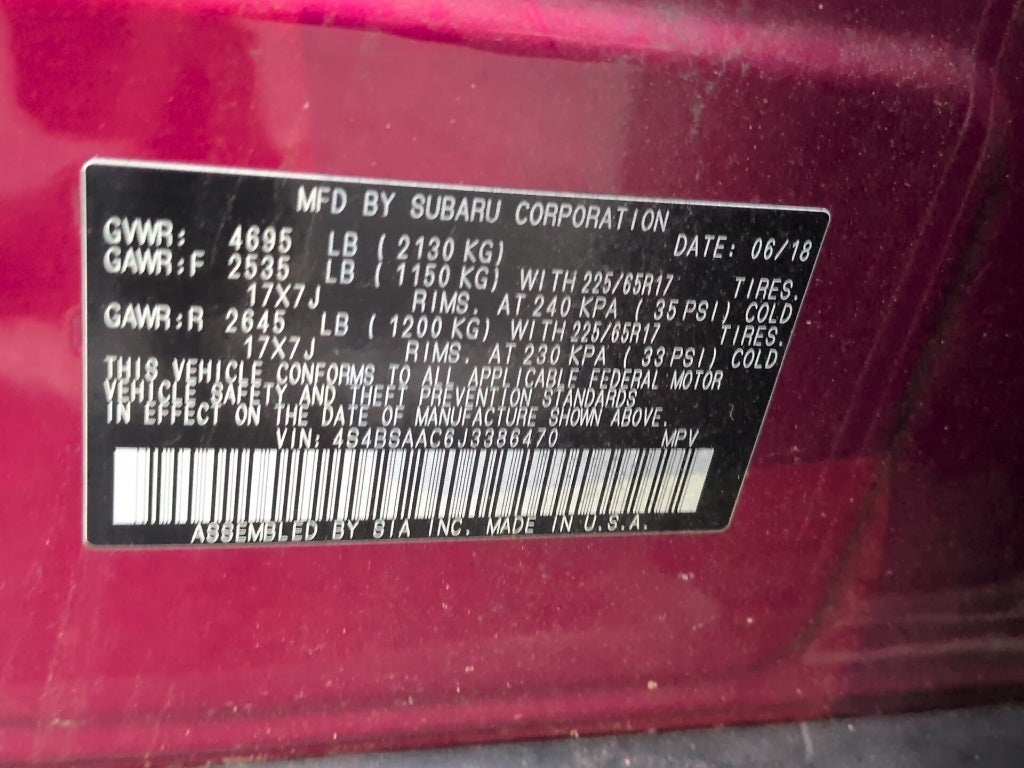 MFD BY SUBARU CORPORATION
DATE: 06/18
GVWR: 4695 LB ( 2130 KG)
GAWR:F 2535 LB ( 1150 KG) WITH 225/65R17 TIRES.
17X7J RIMS. AT 240 KPA ( 35 PSI) COLD
GAWR:R 2645 LB ( 1200 KG) WITH 225/65R17 TIRES.
17X7J RIMS. AT 230 KPA ( 33 PSI) COLD
THIS VEHICLE CONFORMS TO ALL APPLICABLE FEDERAL MOTOR
VEHICLE SAFETY AND THEFT PREVENTION STANDARDS
IN EFFECT ON THE DATE OF MANUFACTURE SHOWN ABOVE.
VIN: 4S4BSAAC6J3386470 MPV
ASSEMBLED BY SIA INC. MADE IN U.S.A.